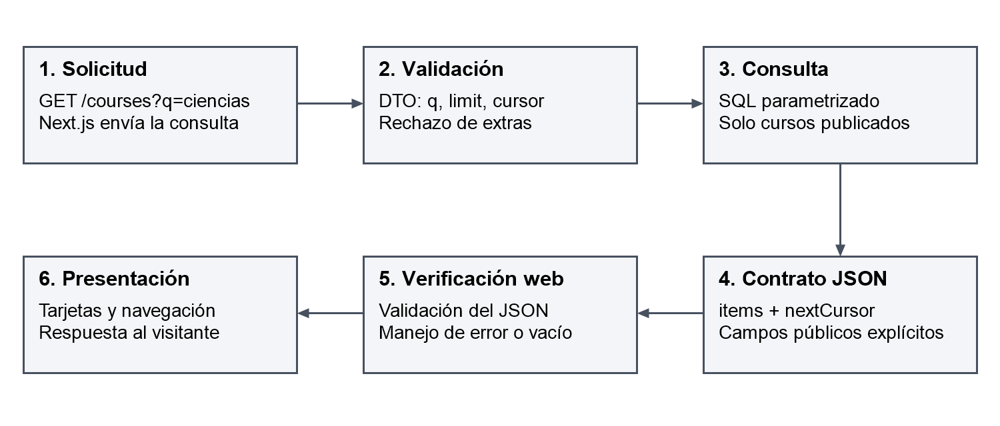 1. Solicitud
GET /courses?q=ciencias
Next.js envía la consulta
2. Validación
DTO: q, limit, cursor
Rechazo de extras
3. Consulta
SQL parametrizado
Solo cursos publicados
4. Contrato JSON
items + nextCursor
Campos públicos explícitos
5. Verificación web
Validación del JSON
Manejo de error o vacío
6. Presentación
Tarjetas y navegación
Respuesta al visitante